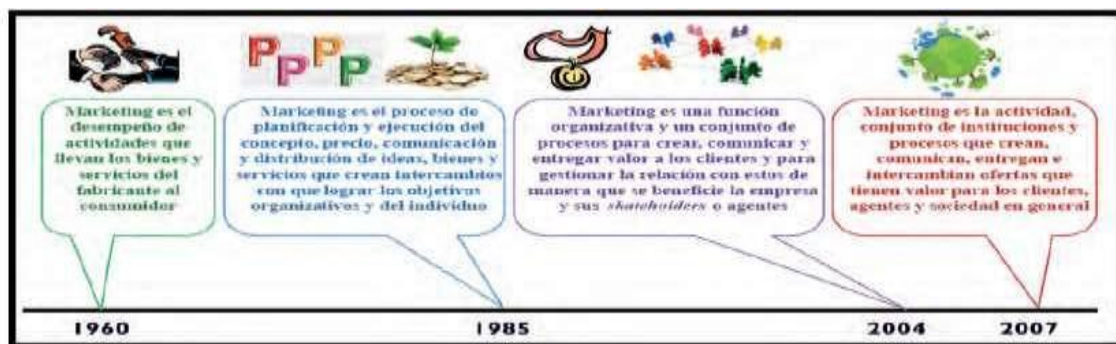 P P P P
Marketing es el
desempeño de
actividades que
llevan los bienes y
servicios del
fabricante al
consumidor
Marketing es el proceso de
planificación y ejecución del
concepto, precio, comunicación
y distribución de ideas, bienes y
servicios que crean intercambios
con que lograr los objetivos
organizativos y del individuo
Marketing es una función
organizativa y un conjunto de
procesos para crear, comunicar y
entregar valor a los clientes y para
gestionar la relación con estos de
manera que se beneficie la empresa
y sus skateholders o agentes
Marketing es la actividad,
conjunto de instituciones y
procesos que crean,
comunican, entregan e
intercambian ofertas que
tienen valor para los clientes,
agentes y sociedad en general
1960
1985
2004
2007